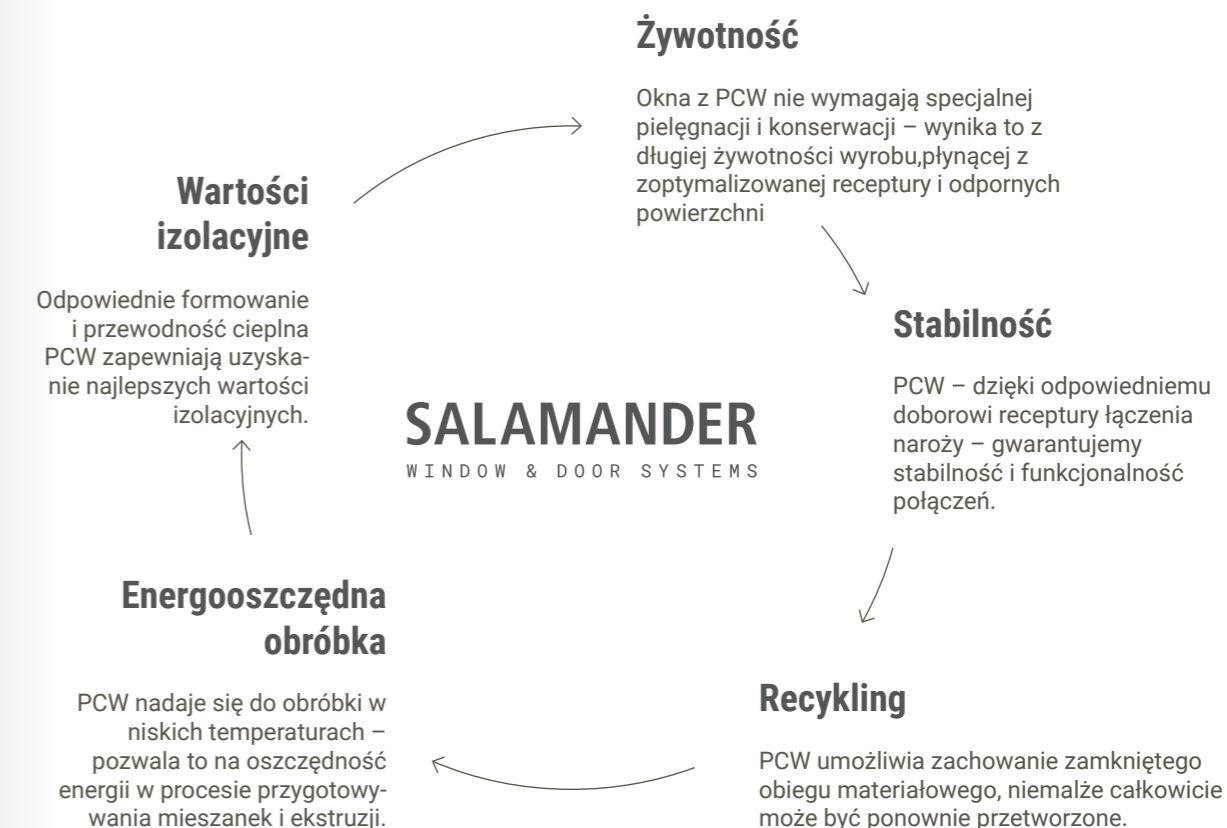 Żywotność
Okna z PCW nie wymagają specjalnej
pielęgnacji i konserwacji – wynika to z
długiej żywotności wyrobu,płynącej z
zoptymalizowanej receptury i odpornych
powierzchni
Stabilność
PCW – dzięki odpowiedniemu
doborowi receptury łączenia
naroży – gwarantujemy
stabilność i funkcjonalność
połączeń.
Recykling
PCW umożliwia zachowanie zamkniętego
obiegu materiałowego, niemalże całkowicie
może być ponownie przetworzone.
Energooszczędna
obróbka
PCW nadaje się do obróbki w
niskich temperaturach –
pozwala to na oszczędność
energii w procesie przygotowy-
wania mieszanek i ekstruzji.
Wartości
izolacyjne
Odpowiednie formowanie
i przewodność cieplna
PCW zapewniają uzyska-
nie najlepszych wartości
izolacyjnych.
SALAMANDER
WINDOW & DOOR SYSTEMS